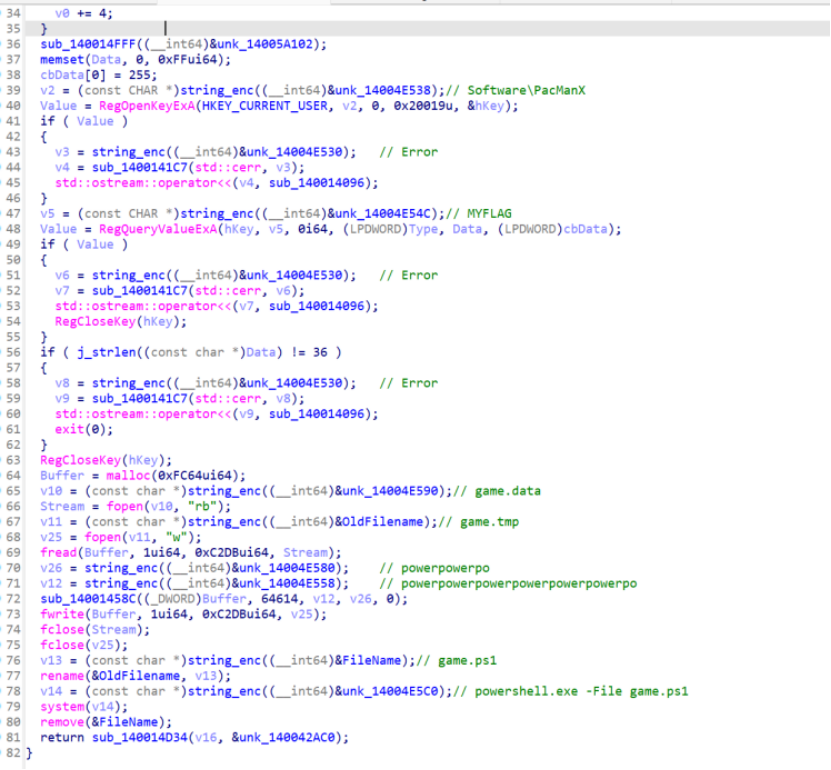 34 v0 += 4;
35 }
36 sub_140014FFF((__int64)&unk_14005A102);
37 memset(Data, 0, 0xFFui64);
38 cbData[0] = 255;
39 v2 = (const CHAR *)string_enc((__int64)&unk_14004E538);// Software\PacManX
40 Value = RegOpenKeyExA(HKEY_CURRENT_USER, v2, 0, 0x20019u, &hKey);
41 if ( Value )
42 {
43 v3 = string_enc((__int64)&unk_14004E530); // Error
44 v4 = sub_1400141C7(std::cerr, v3);
45 std::ostream::operator<<(v4, sub_140014096);
46 }
47 v5 = (const CHAR *)string_enc((__int64)&unk_14004E54C);// MYFLAG
48 Value = RegQueryValueExA(hKey, v5, 0i64, (LPDWORD)Type, Data, (LPDWORD)cbData);
49 if ( Value )
50 {
51 v6 = string_enc((__int64)&unk_14004E530); // Error
52 v7 = sub_1400141C7(std::cerr, v6);
53 std::ostream::operator<<(v7, sub_140014096);
54 RegCloseKey(hKey);
55 }
56 if ( j_strlen((const char *)Data) != 36 )
57 {
58 v8 = string_enc((__int64)&unk_14004E530); // Error
59 v9 = sub_1400141C7(std::cerr, v8);
60 std::ostream::operator<<(v9, sub_140014096);
61 exit(0);
62 }
63 RegCloseKey(hKey);
64 Buffer = malloc(0xFC64ui64);
65 v10 = (const char *)string_enc((__int64)&unk_14004E590);// game.data
66 Stream = fopen(v10, "rb");
67 v11 = (const char *)string_enc((__int64)&OldFilename);// game.tmp
68 v25 = fopen(v11, "w");
69 fread(Buffer, 1ui64, 0xC2DBui64, Stream);
70 v26 = string_enc((__int64)&unk_14004E580); // powerpowerpo
71 v12 = string_enc((__int64)&unk_14004E558); // powerpowerpowerpowerpowerpowerpo
72 sub_14001458C((_DWORD)Buffer, 64614, v12, v26, 0);
73 fwrite(Buffer, 1ui64, 0xC2DBui64, v25);
74 fclose(Stream);
75 fclose(v25);
76 v13 = (const char *)string_enc((__int64)&FileName);// game.ps1
77 rename(&OldFilename, v13);
78 v14 = (const char *)string_enc((__int64)&unk_14004E5C0);// powershell.exe -File game.ps1
79 system(v14);
80 remove(&FileName);
81 return sub_140014D34(v16, &unk_140042AC0);
82 }